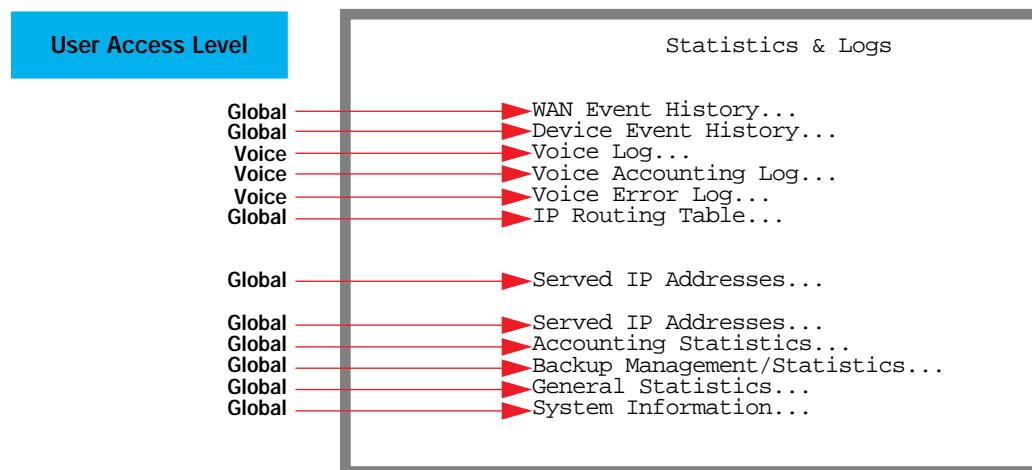 User Access Level
Statistics & Logs
Global WAN Event History...
Global Device Event History...
Voice Voice Log...
Voice Voice Accounting Log...
Voice Voice Error Log...
Global IP Routing Table...
Global Served IP Addresses...
Global Served IP Addresses...
Global Accounting Statistics...
Global Backup Management/Statistics...
Global General Statistics...
Global System Information...